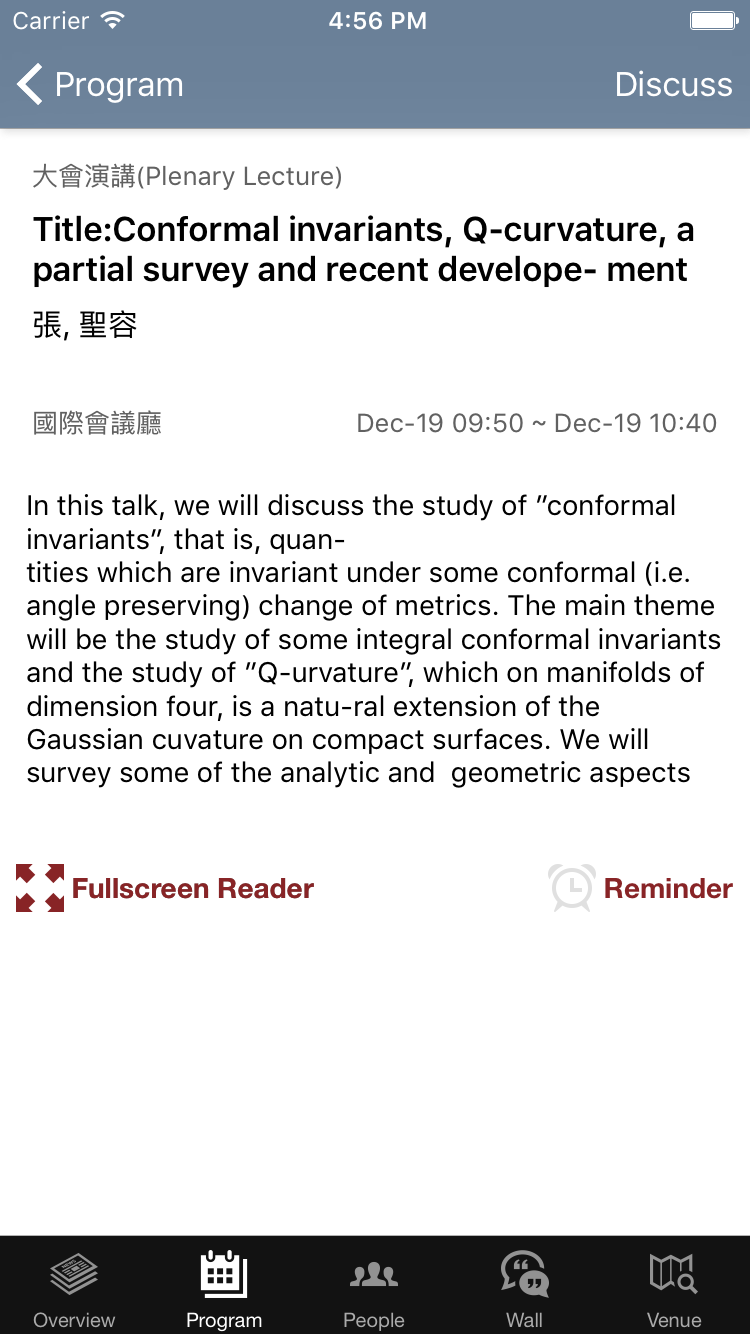 Carrier 4:56 PM
Program Discuss
大會演講(Plenary Lecture)
Title:Conformal invariants, Q-curvature, a
partial survey and recent develope- ment
張, 聖容
國際會議廳 Dec-19 09:50 ~ Dec-19 10:40
In this talk, we will discuss the study of ”conformal
invariants”, that is, quan-
tities which are invariant under some conformal (i.e.
angle preserving) change of metrics. The main theme
will be the study of some integral conformal invariants
and the study of ”Q-urvature”, which on manifolds of
dimension four, is a natu-ral extension of the
Gaussian cuvature on compact surfaces. We will
survey some of the analytic and  geometric aspects
Fullscreen Reader Reminder
Overview Program People Wall Venue